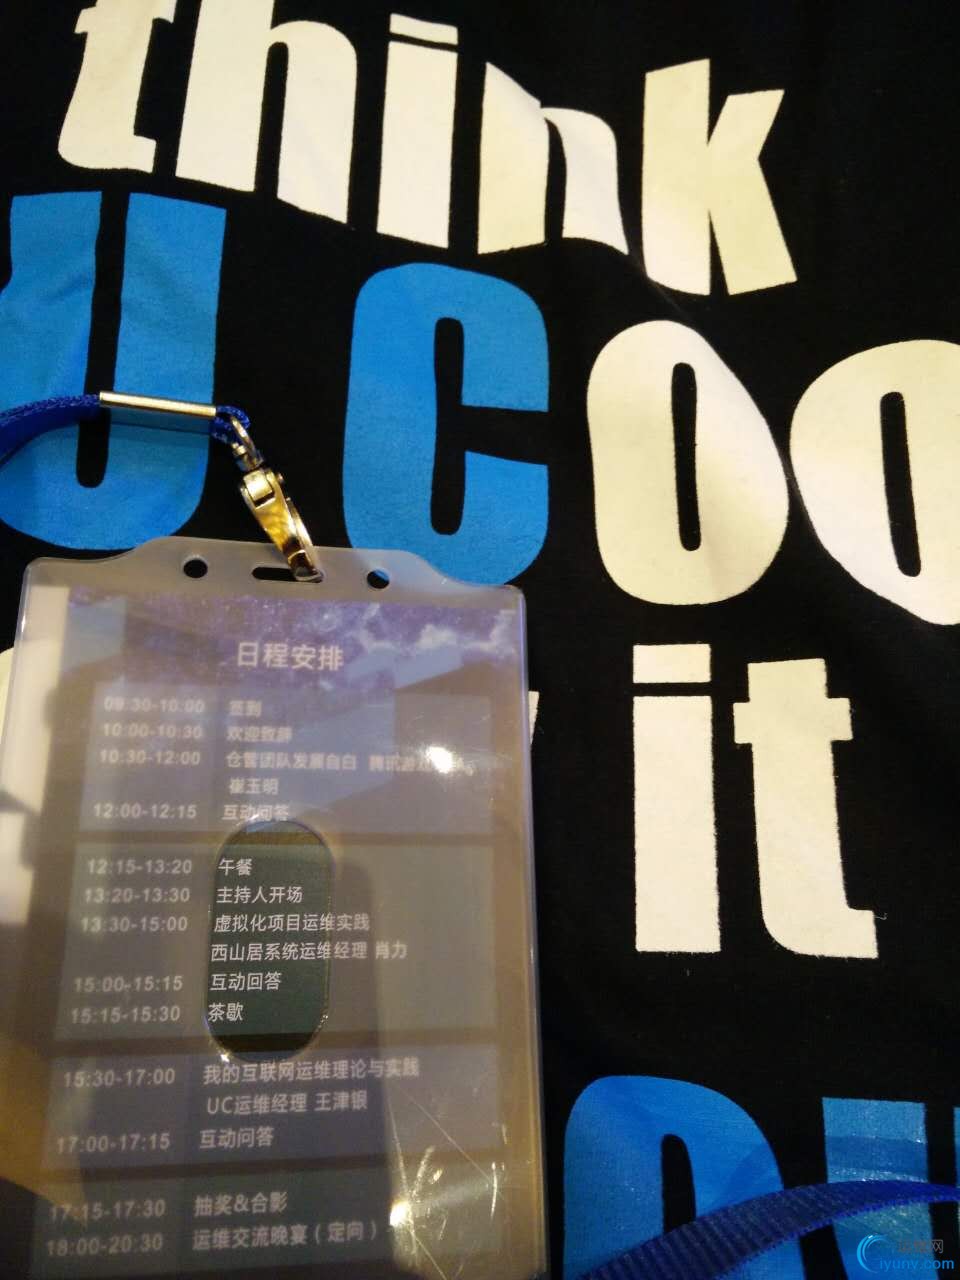 think
U Coo
it
日程安排
09:30-10:00 签到
10:00-10:30 欢迎致辞
10:30-12:00 仓管团队发展自白 腾讯游
崔玉明
12:00-12:15 互动问答
12:15-13:20 午餐
13:20-13:30 主持人开场
13:30-15:00 虚拟化项目运维实践
西山居系统运维经理 肖力
15:00-15:15 互动回答
15:15-15:30 茶歇
15:30-17:00 我的互联网运维理论与实践
UC运维经理 王津银
17:00-17:15 互动问答
17:15-17:30 抽奖&合影
18:00-20:30 运维交流晚宴（定向）
iyunv.com